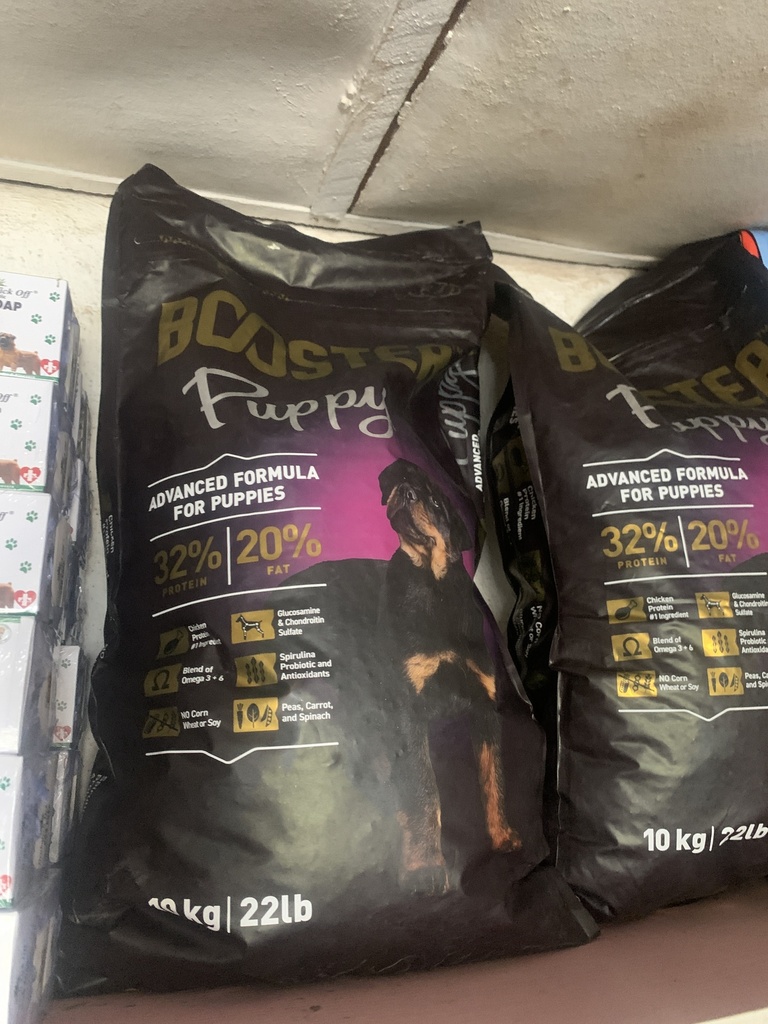 BOOSTER
Puppy
ADVANCED FORMULA
FOR PUPPIES
32% | 20%
PROTEIN FAT
Chicken
Protein
#1 Ingredient
Glucosamine
& Chondroitin
Sulfate
Blend of
Omega 3 + 6
Spirulina
Probiotic and
Antioxidants
NO Corn
Wheat or Soy
Peas, Carrot,
and Spinach
10 kg | 22lb
ADVANCED
BOOSTER
Puppy
ADVANCED FORMULA
FOR PUPPIES
32% | 20%
PROTEIN FAT
Chicken
Protein
#1 Ingredient
Glucosamine
& Chondroitin
Sulfate
Blend of
Omega 3 + 6
Spirulina
Probiotic
NO Corn
Wheat or Soy
10 kg | 22lb
Off